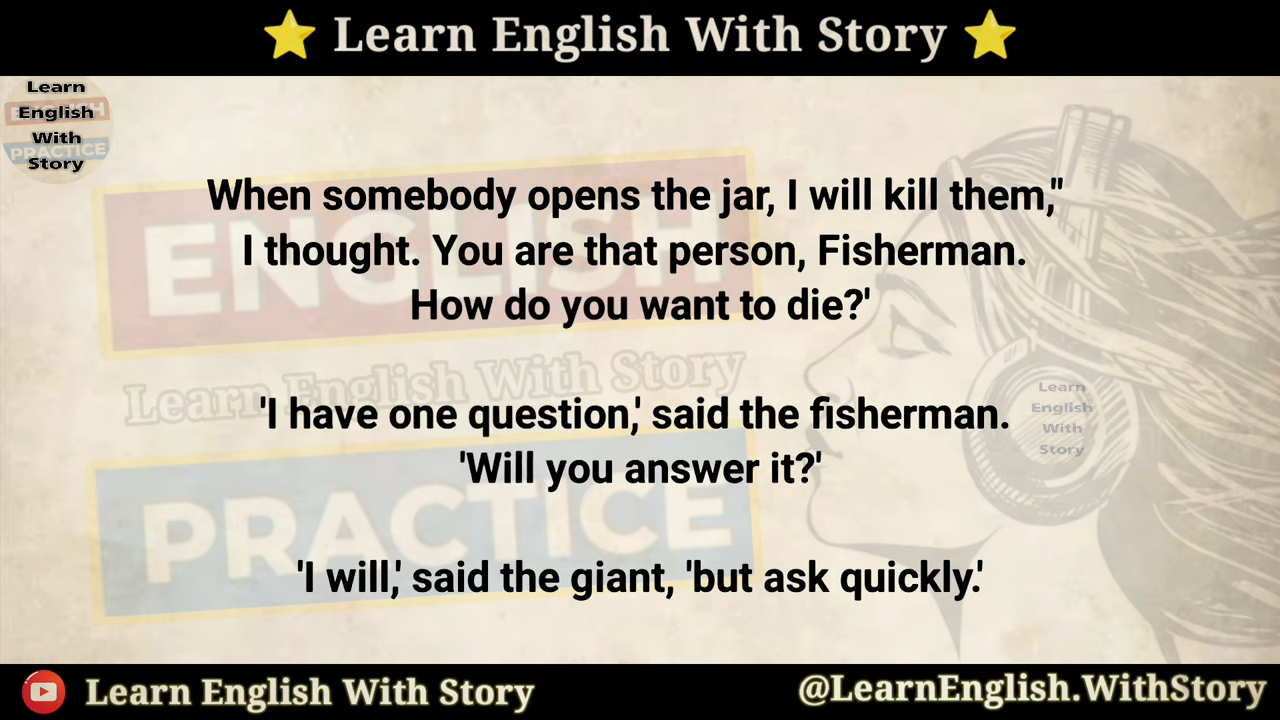 ⭐ Learn English With Story ⭐
Learn
English
With
Story
ENGLISH
PRACTICE
When somebody opens the jar, I will kill them,"
I thought. You are that person, Fisherman.
How do you want to die?'
ENGLISH
Learn English With Story
'I have one question,' said the fisherman.
'Will you answer it?'
Learn
English
With
Story
PRACTICE
'I will,' said the giant, 'but ask quickly.'
Learn English With Story
@LearnEnglish.WithStory